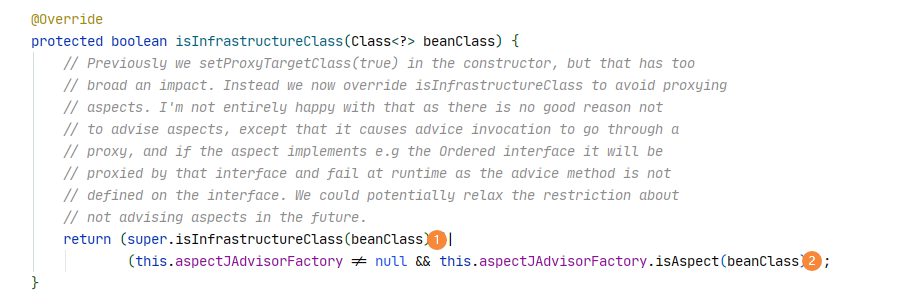 @Override
protected boolean isInfrastructureClass(Class<?> beanClass) {
// Previously we setProxyTargetClass(true) in the constructor, but that has too
// broad an impact. Instead we now override isInfrastructureClass to avoid proxying
// aspects. I'm not entirely happy with that as there is no good reason not
// to advise aspects, except that it causes advice invocation to go through a
// proxy, and if the aspect implements e.g the Ordered interface it will be
// proxied by that interface and fail at runtime as the advice method is not
// defined on the interface. We could potentially relax the restriction about
// not advising aspects in the future.
return (super.isInfrastructureClass(beanClass) 1 |
(this.aspectJAdvisorFactory ≠ null && this.aspectJAdvisorFactory.isAspect(beanClass) 2 ;
}